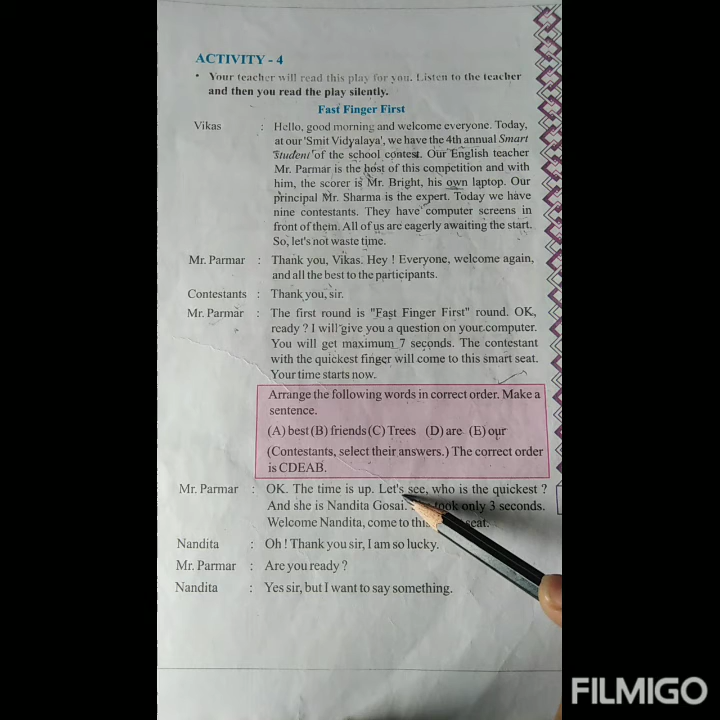 ACTIVITY - 4
• Your teacher will read this play for you. Listen to the teacher
and then you read the play silently.
Fast Finger First
Vikas : Hello, good morning and welcome everyone. Today,
at our 'Smit Vidyalaya', we have the 4th annual Smart
Student of the school contest. Our English teacher
Mr. Parmar is the host of this competition and with
him, the scorer is Mr. Bright, his own laptop. Our
principal Mr. Sharma is the expert. Today we have
nine contestants. They have computer screens in
front of them. All of us are eagerly awaiting the start.
So, let's not waste time.
Mr. Parmar : Thank you, Vikas. Hey ! Everyone, welcome again,
and all the best to the participants.
Contestants : Thank you, sir.
Mr. Parmar : The first round is "Fast Finger First" round. OK,
ready ? I will give you a question on your computer.
You will get maximum 7 seconds. The contestant
with the quickest finger will come to this smart seat.
Your time starts now.
Arrange the following words in correct order. Make a
sentence.
(A) best (B) friends (C) Trees (D) are (E) our
(Contestants, select their answers.) The correct order
is CDEAB.
Mr. Parmar : OK. The time is up. Let's see, who is the quickest ?
And she is Nandita Gosai. took only 3 seconds.
Welcome Nandita, come to this seat.
Nandita : Oh ! Thank you sir, I am so lucky.
Mr. Parmar : Are you ready ?
Nandita : Yes sir, but I want to say something.
FILMIGO